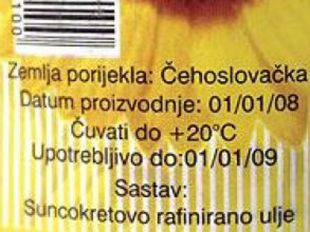 100
Zemlja porijekla: Čehoslovačka
Datum proizvodnje: 01/01/08
Čuvati do +20°C
Upotrebljivo do:01/01/09
Sastav:
Suncokretovo rafinirano ulje